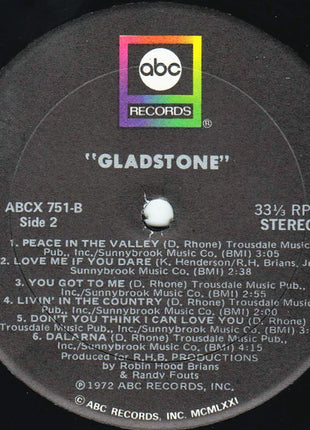 abc
RECORDS
®
"GLADSTONE"
ABCX 751-B
Side 2
33⅓ RP
STEREO
1. PEACE IN THE VALLEY (D. Rhone) Trousdale Music
Pub., Inc./Sunnybrook Music Co. (BMI) 3:05
2. LOVE ME IF YOU DARE (K. Henderson/R.H. Brians, Jr
Sunnybrook Music Co. (BMI) 2:38
3. YOU GOT TO ME (D. Rhone) Trousdale Music
Pub., Inc./Sunnybrook Music Co. (BMI) 2:55
4. LIVIN' IN THE COUNTRY (D. Rhone) Trousdale
Music Pub., Inc./Sunnybrook Music Co. (BMI) 2:00
5. DON'T YOU THINK I CAN LOVE YOU (D. Rhone)
Trousdale Music Pub., Inc./Sunnybrook Music Co. (BMI) 3:25
6. DALARNA (D. Rhone) Trousdale Music
Pub., Inc./Sunnybrook Music Co. (BMI) 4:15
Produced for R.H.B. PRODUCTIONS
by Robin Hood Brians
& Randy Fouts
℗1972 ABC RECORDS, INC.
© ABC RECORDS, INC. MCMLXXI